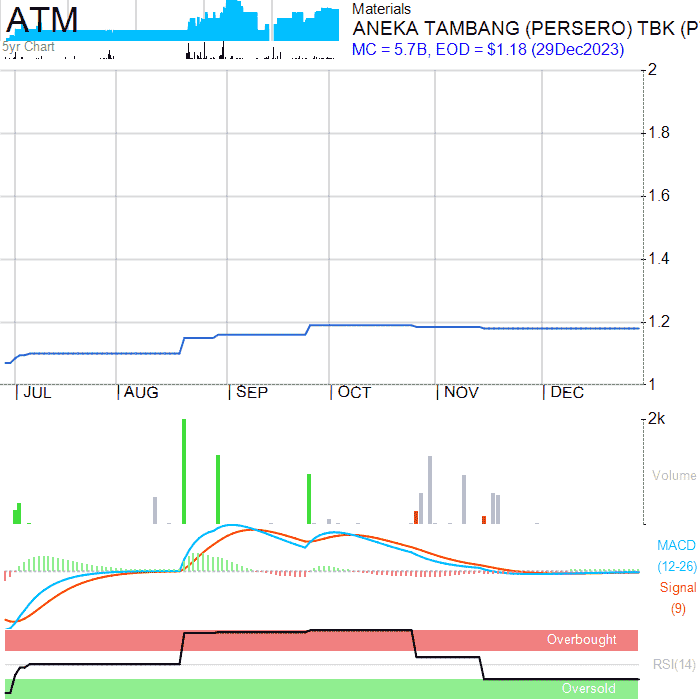 ATM
5yr Chart
Materials
ANEKA TAMBANG (PERSERO) TBK (P
MC = 5.7B, EOD = $1.18 (29Dec2023)
2
1.8
1.6
1.4
1.2
1
JUL AUG SEP OCT NOV DEC
2k
Volume
MACD
(12-26)
Signal
(9)
Overbought
RSI(14)
Oversold